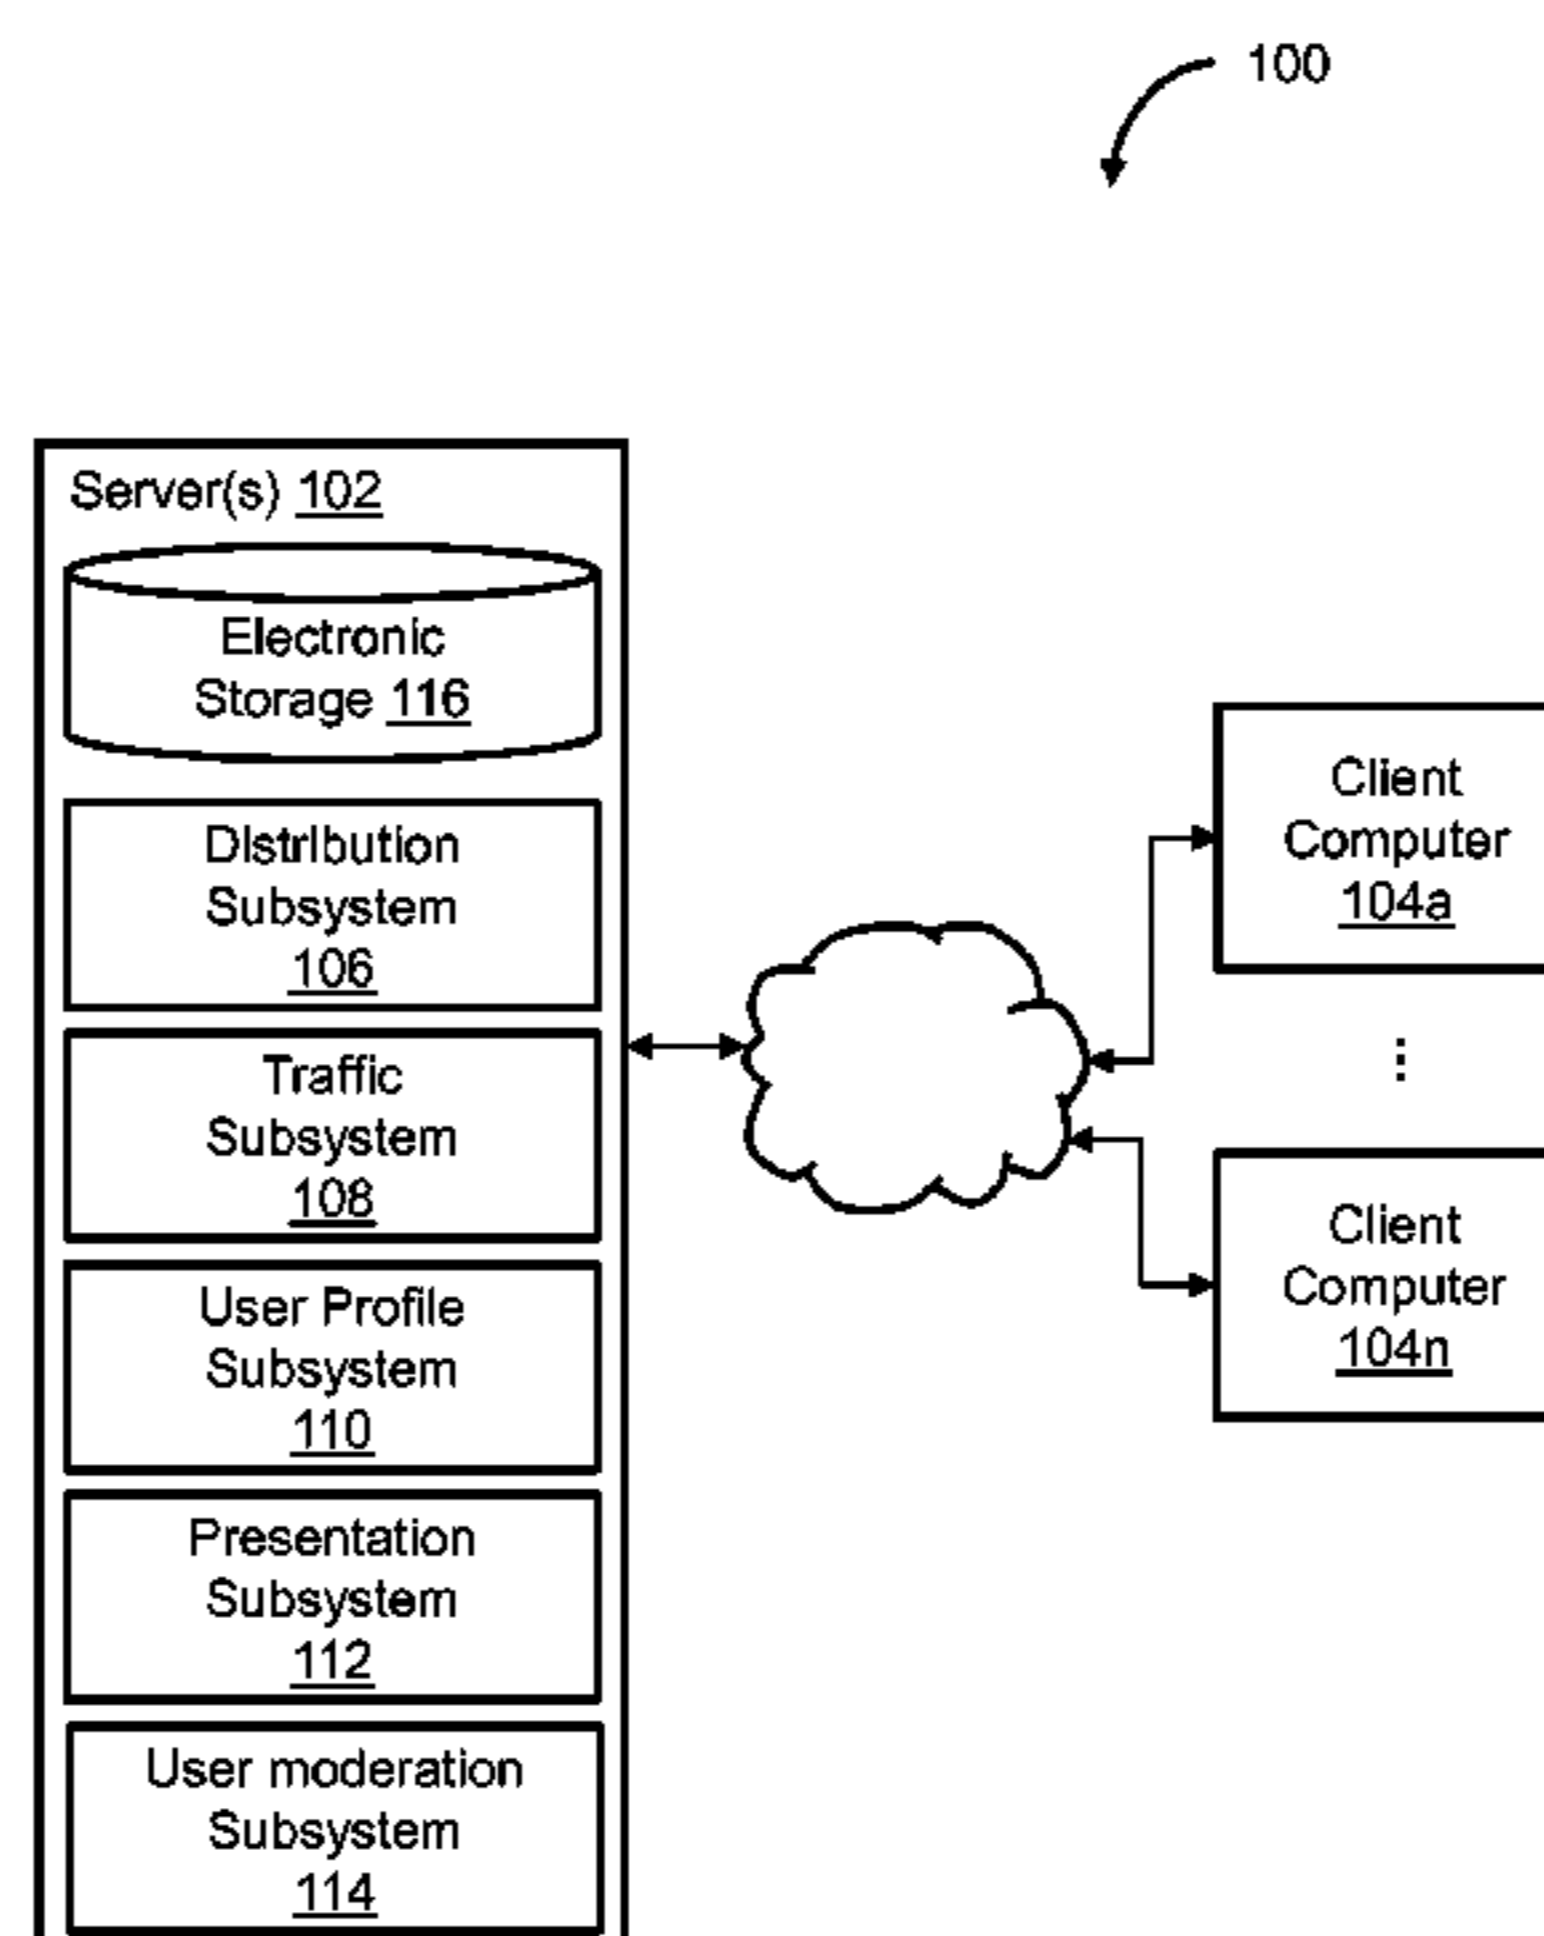 100
Server(s) 102
Electronic
Storage 116
Distribution
Subsystem
106
Traffic
Subsystem
108
User Profile
Subsystem
110
Presentation
Subsystem
112
User moderation
Subsystem
114
Client
Computer
104a
⋮
Client
Computer
104n